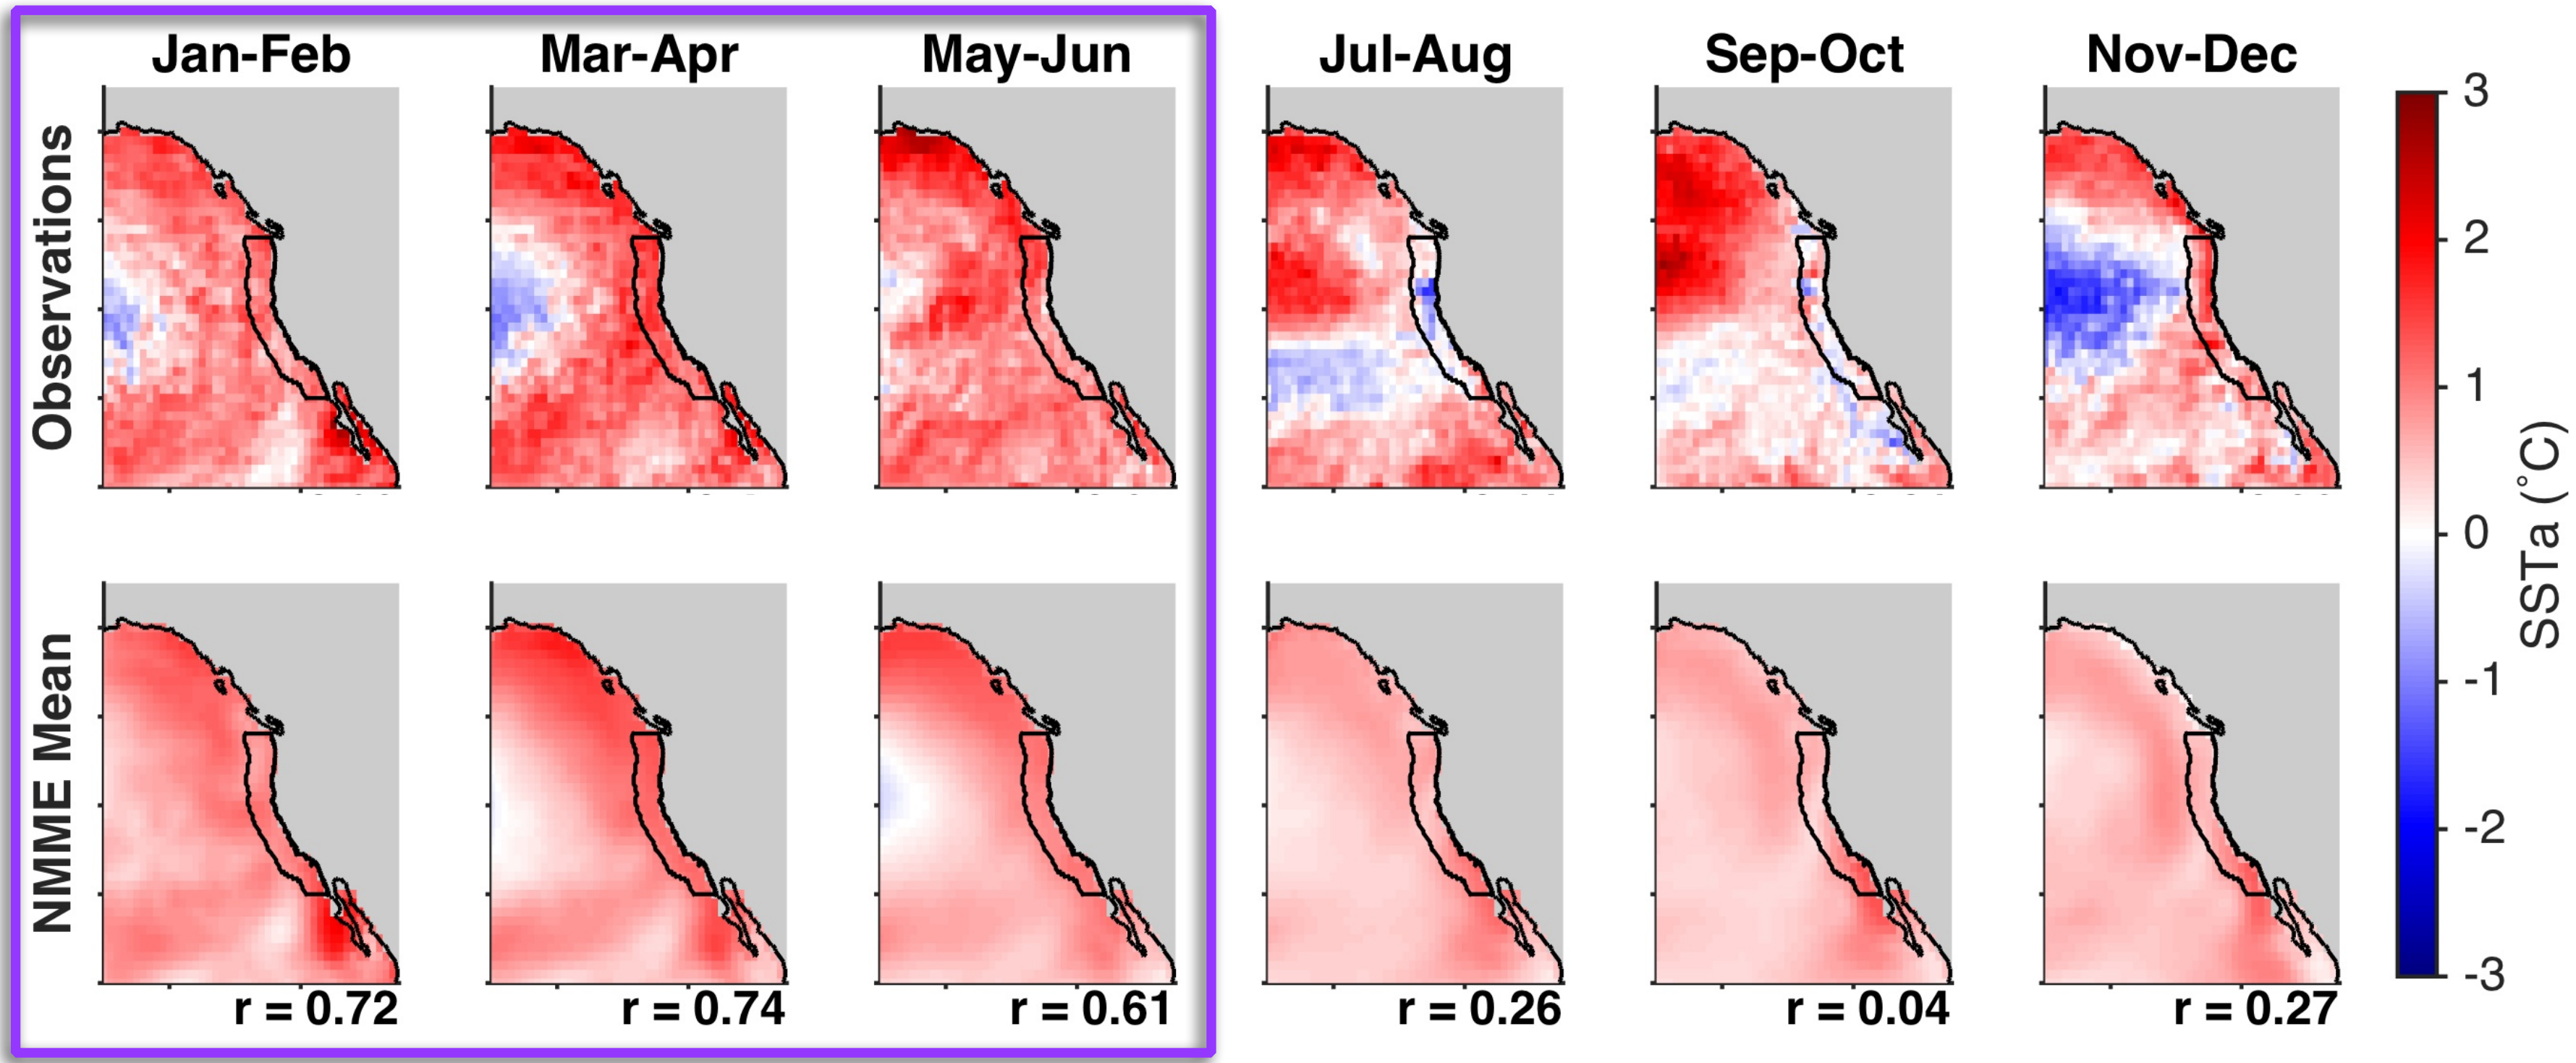 Jan-Feb Mar-Apr May-Jun Jul-Aug Sep-Oct Nov-Dec
Observations
3
2
1
0
-1
-2
-3
SSTa (°C)
NMME Mean
r = 0.72 r = 0.74 r = 0.61 r = 0.26 r = 0.04 r = 0.27